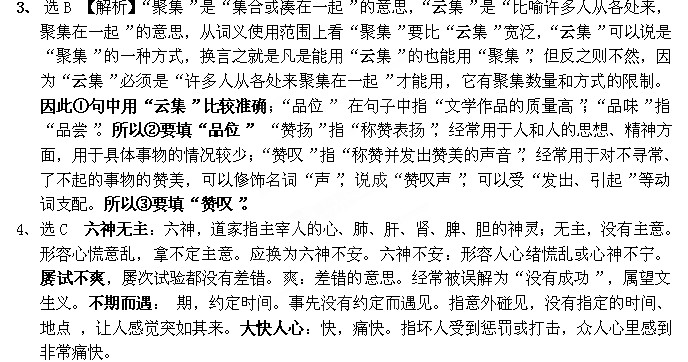 3、 选 B 【解析】“聚集”是“集合或凑在一起”的意思，“云集”是“比喻许多人从各处来，
聚集在一起”的意思，从词义使用范围上看“聚集”要比“云集”宽泛，“云集”可以说是
“聚集”的一种方式，换言之就是凡是能用“云集”的也能用“聚集”，但反之则不然，因
为“云集”必须是“许多人从各处来聚集在一起”才能用，它有聚集数量和方式的限制。
因此①句中用“云集”比较准确；“品位” 在句子中指“文学作品的质量高”；“品味”指
“品尝”。所以②要填“品位” “赞扬”指“称赞表扬”，经常用于人和人的思想、精神方
面，用于具体事物的情况较少；“赞叹”指“称赞并发出赞美的声音”，经常用于对不寻常、
了不起的事物的赞美，可以修饰名词“声”，说成“赞叹声”，可以受“发出、引起”等动
词支配。所以③要填“赞叹”。
4、 选 C 六神无主：六神，道家指主宰人的心、肺、肝、肾、脾、胆的神灵；无主，没有主意。
形容心慌意乱，拿不定主意。应换为六神不安。六神不安：形容人心绪慌乱或心神不宁。
屡试不爽，屡次试验都没有差错。爽：差错的意思。经常被误解为“没有成功”，属望文
生义。不期而遇： 期，约定时间。事先没有约定而遇见。指意外碰见，没有指定的时间、
地点 ，让人感觉突如其来。大快人心：快，痛快。指坏人受到惩罚或打击，众人心里感到
非常痛快。